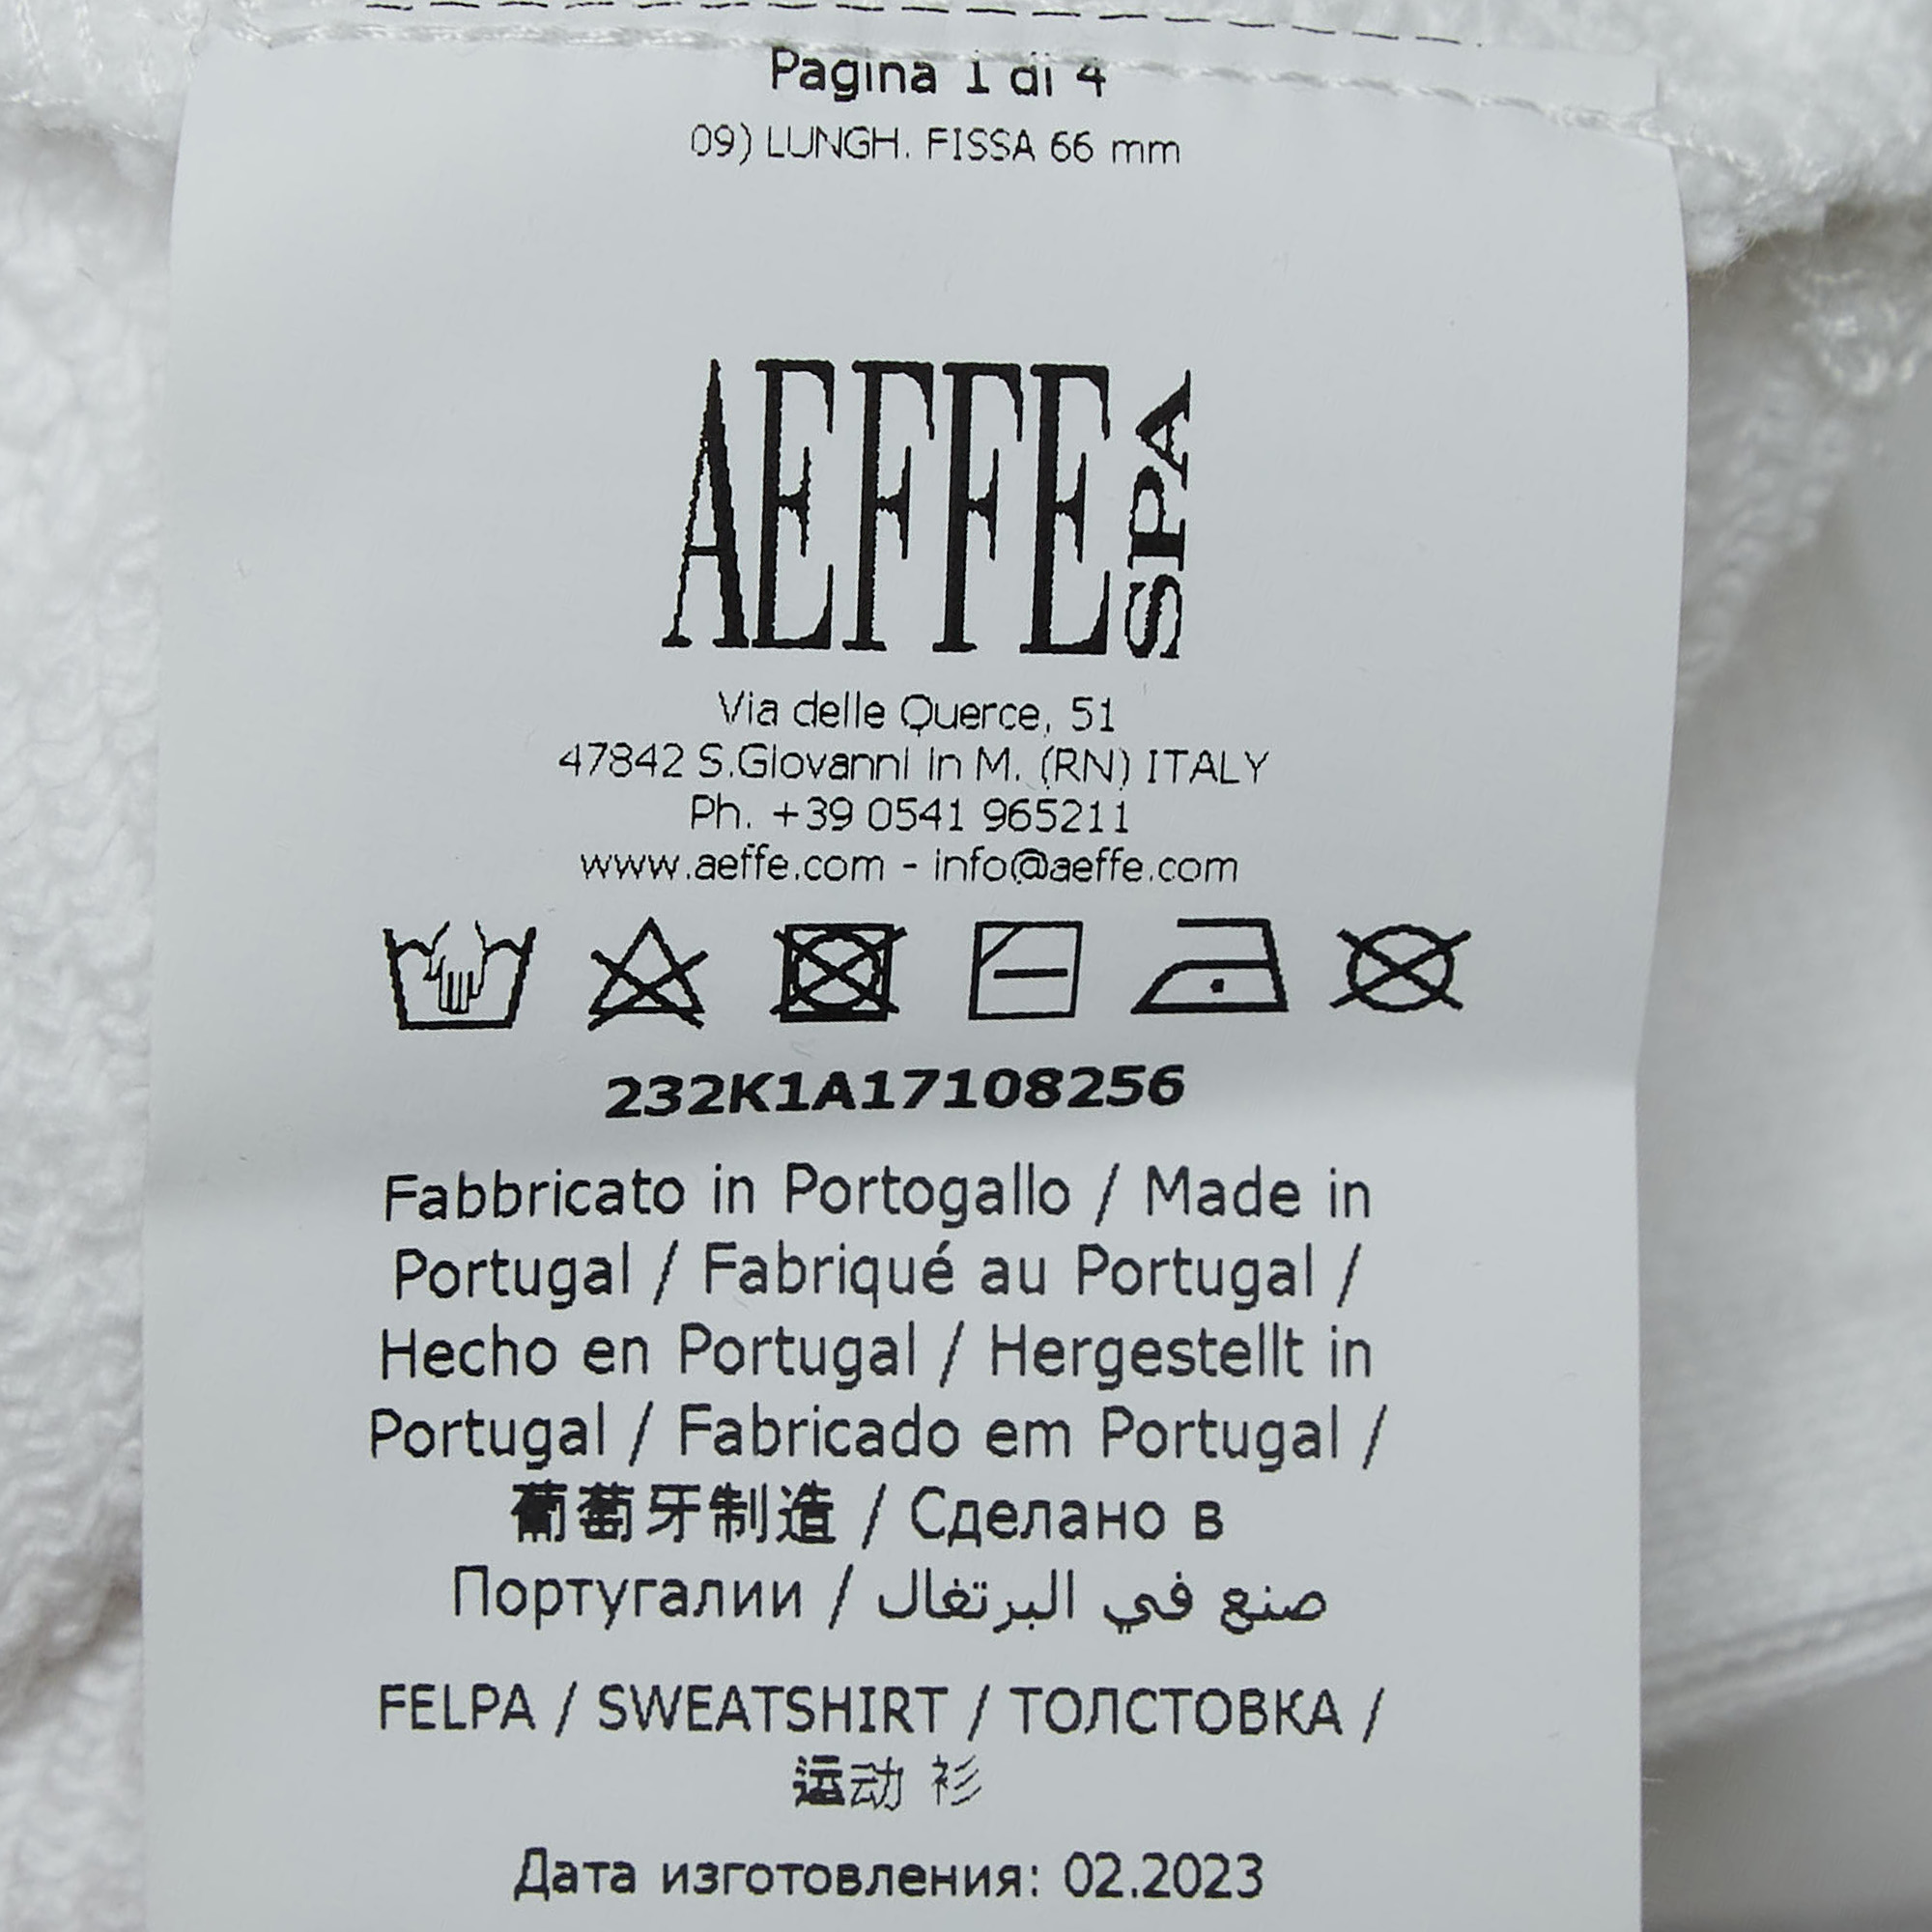 Pagina 1 di 4
09) LUNGH. FISSA 66 mm
AEFFE SPA
Via delle Querce, 51
47842 S.Giovanni in M. (RN) ITALY
Ph. +39 0541 965211
www.aeffe.com - info@aeffe.com
232K1A17108256
Fabbricato in Portogallo / Made in
Portugal / Fabriqué au Portugal /
Hecho en Portugal / Hergestellt in
Portugal / Fabricado em Portugal /
葡萄牙制造 / Сделано в
Португалии / صنع في البرتغال
FELPA / SWEATSHIRT / ТОЛСТОВКА /
运动 衫
Дата изготовления: 02.2023